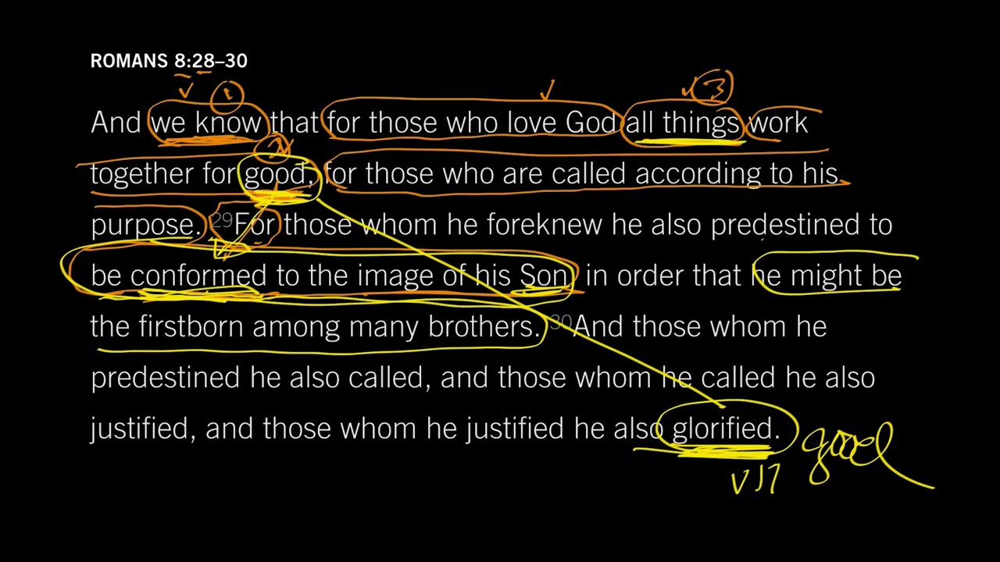 ROMANS 8:28–30
1 3
And we know that for those who love God all things work
2
together for good, for those who are called according to his
purpose. 29For those whom he foreknew he also predestined to
be conformed to the image of his Son, in order that he might be
the firstborn among many brothers. 30And those whom he
predestined he also called, and those whom he called he also
justified, and those whom he justified he also glorified.
good
v17